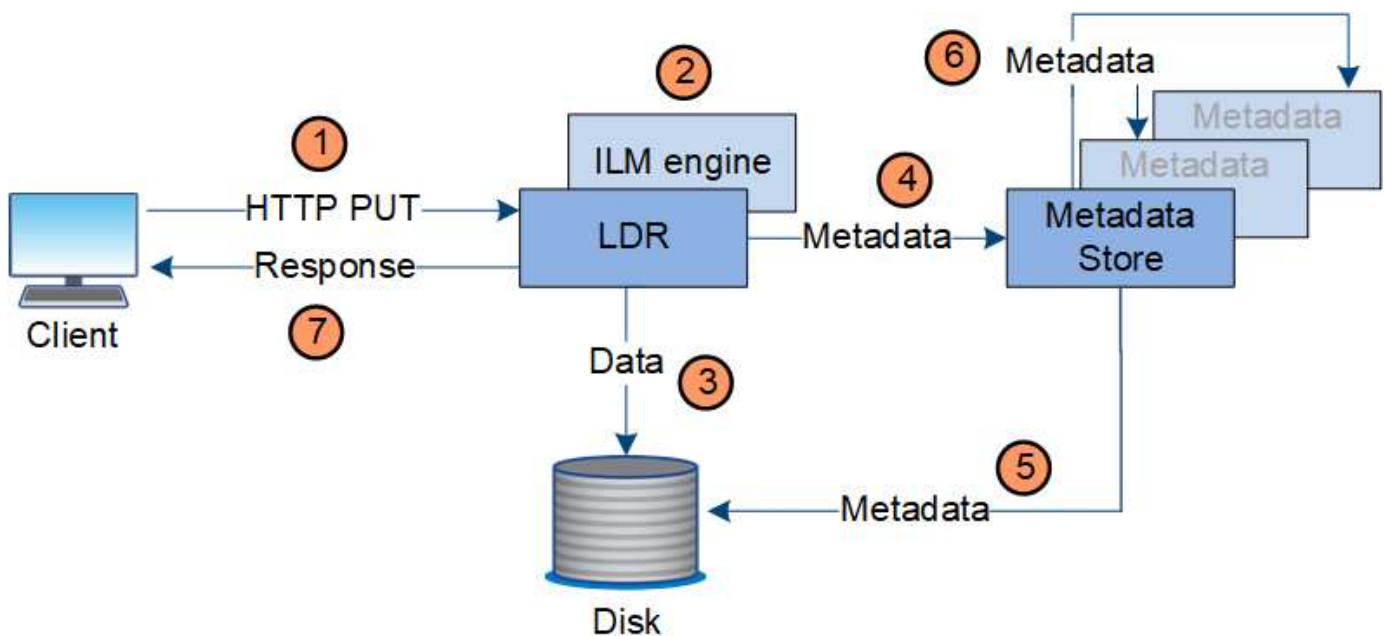 6
Metadata
2
Metadata
1
ILM engine
Metadata
4
HTTP PUT
LDR
Metadata
Metadata
Store
Response
7
Client
Data
3
5
Metadata
Disk